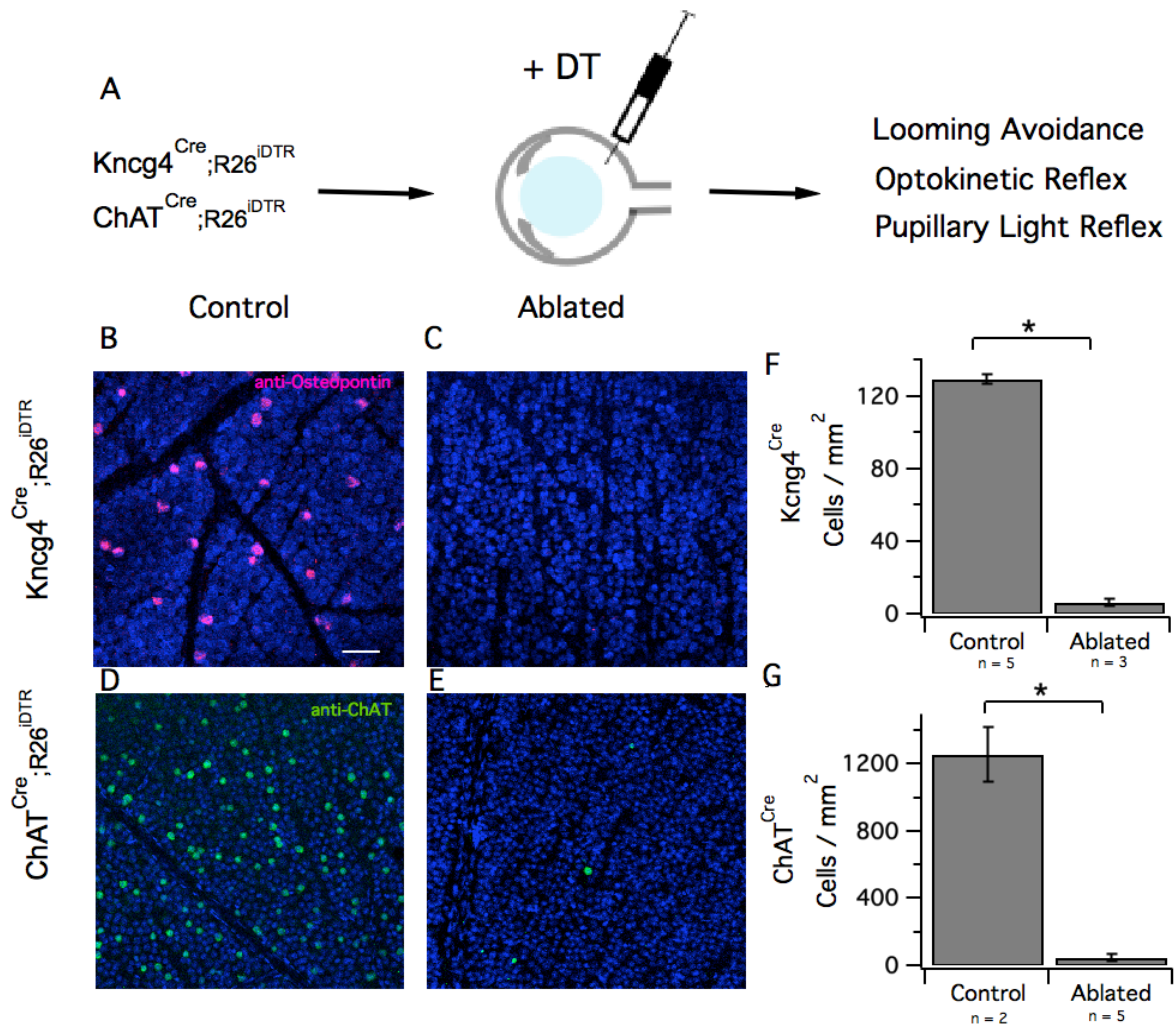 A
+ DT
Kncg4Cre;R26iDTR
ChATCre;R26iDTR
Looming Avoidance
Optokinetic Reflex
Pupillary Light Reflex
Control
Ablated
B
C
anti-Osteopontin
Kncg4Cre;R26iDTR
F
*
Kcng4Cre
Cells / mm2
120
80
40
0
Control
n = 5
Ablated
n = 3
D
E
anti-ChAT
ChATCre;R26iDTR
G
*
ChATCre
Cells / mm2
1200
800
400
0
Control
n = 2
Ablated
n = 5